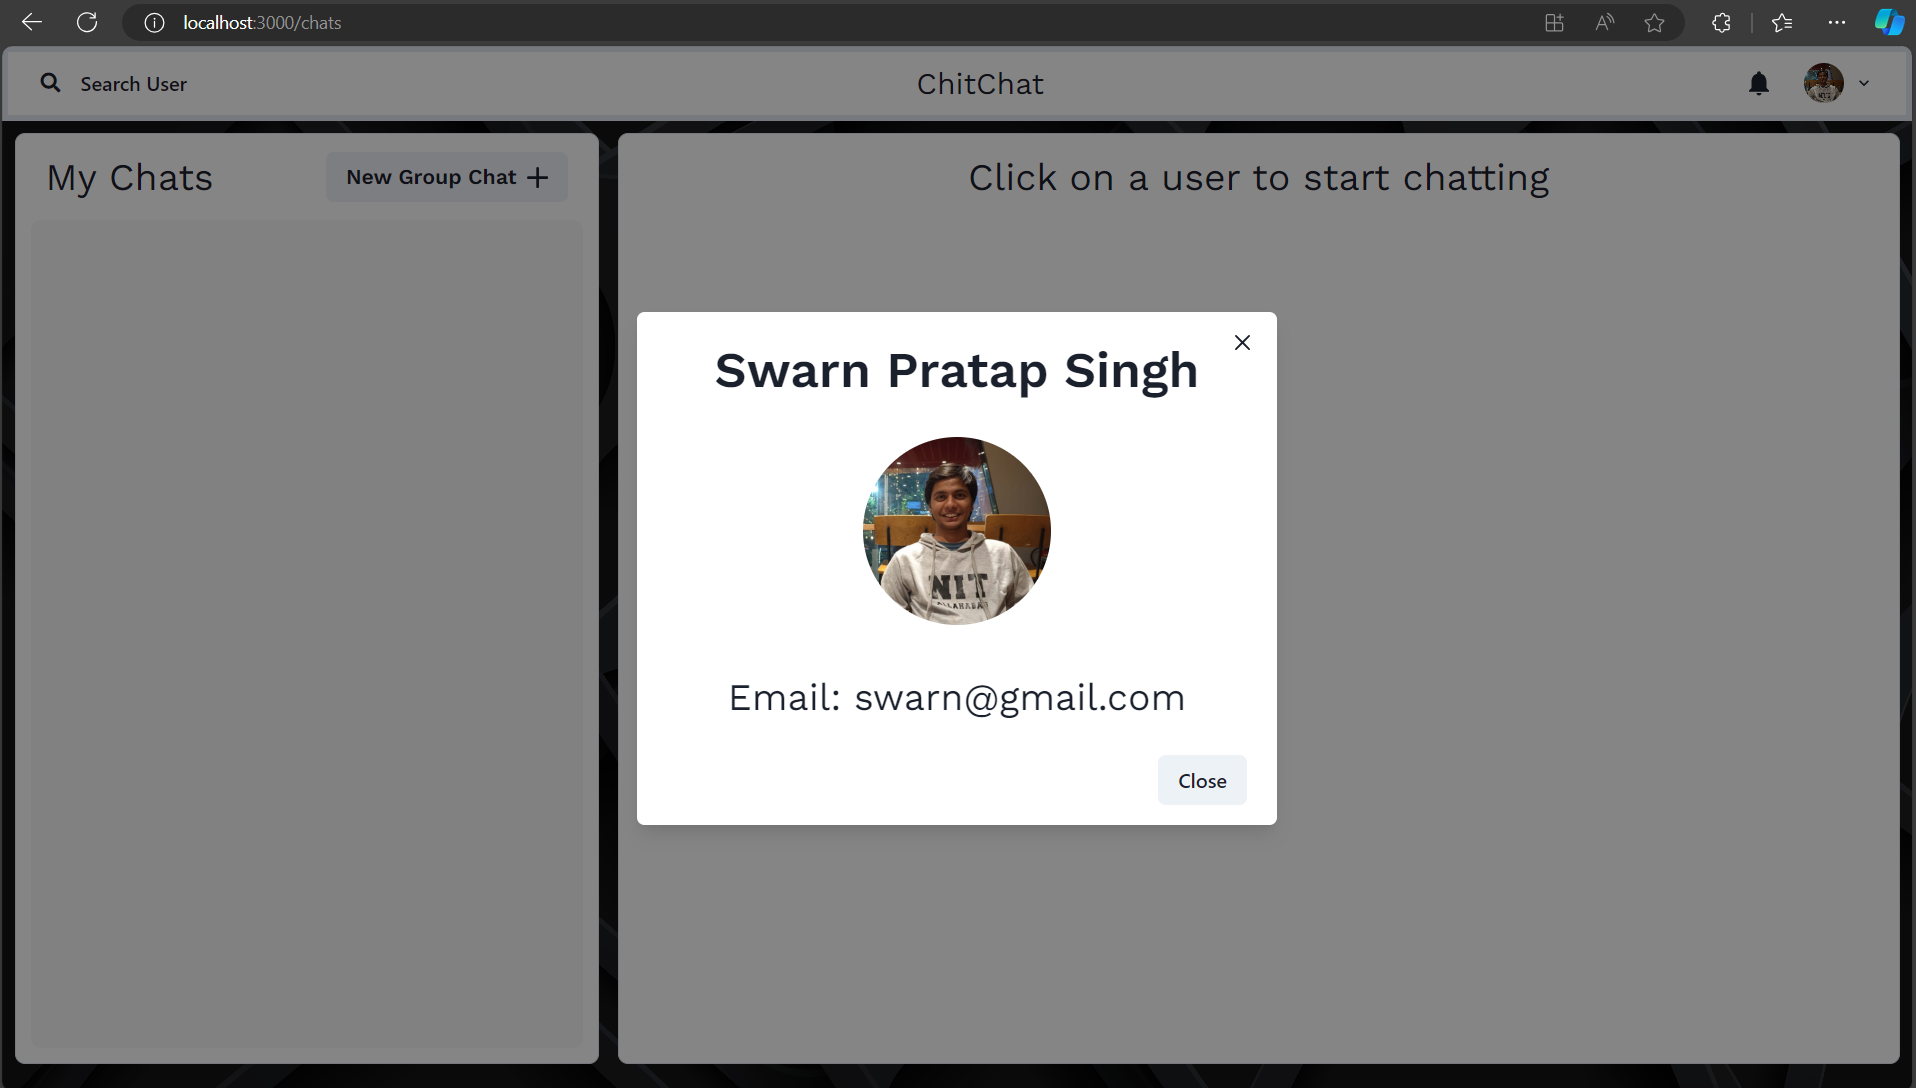 localhost:3000/chats
Search User
ChitChat
My Chats
New Group Chat
Click on a user to start chatting
Swarn Pratap Singh
NIT
ALLAHABAD
Email: swarn@gmail.com
Close